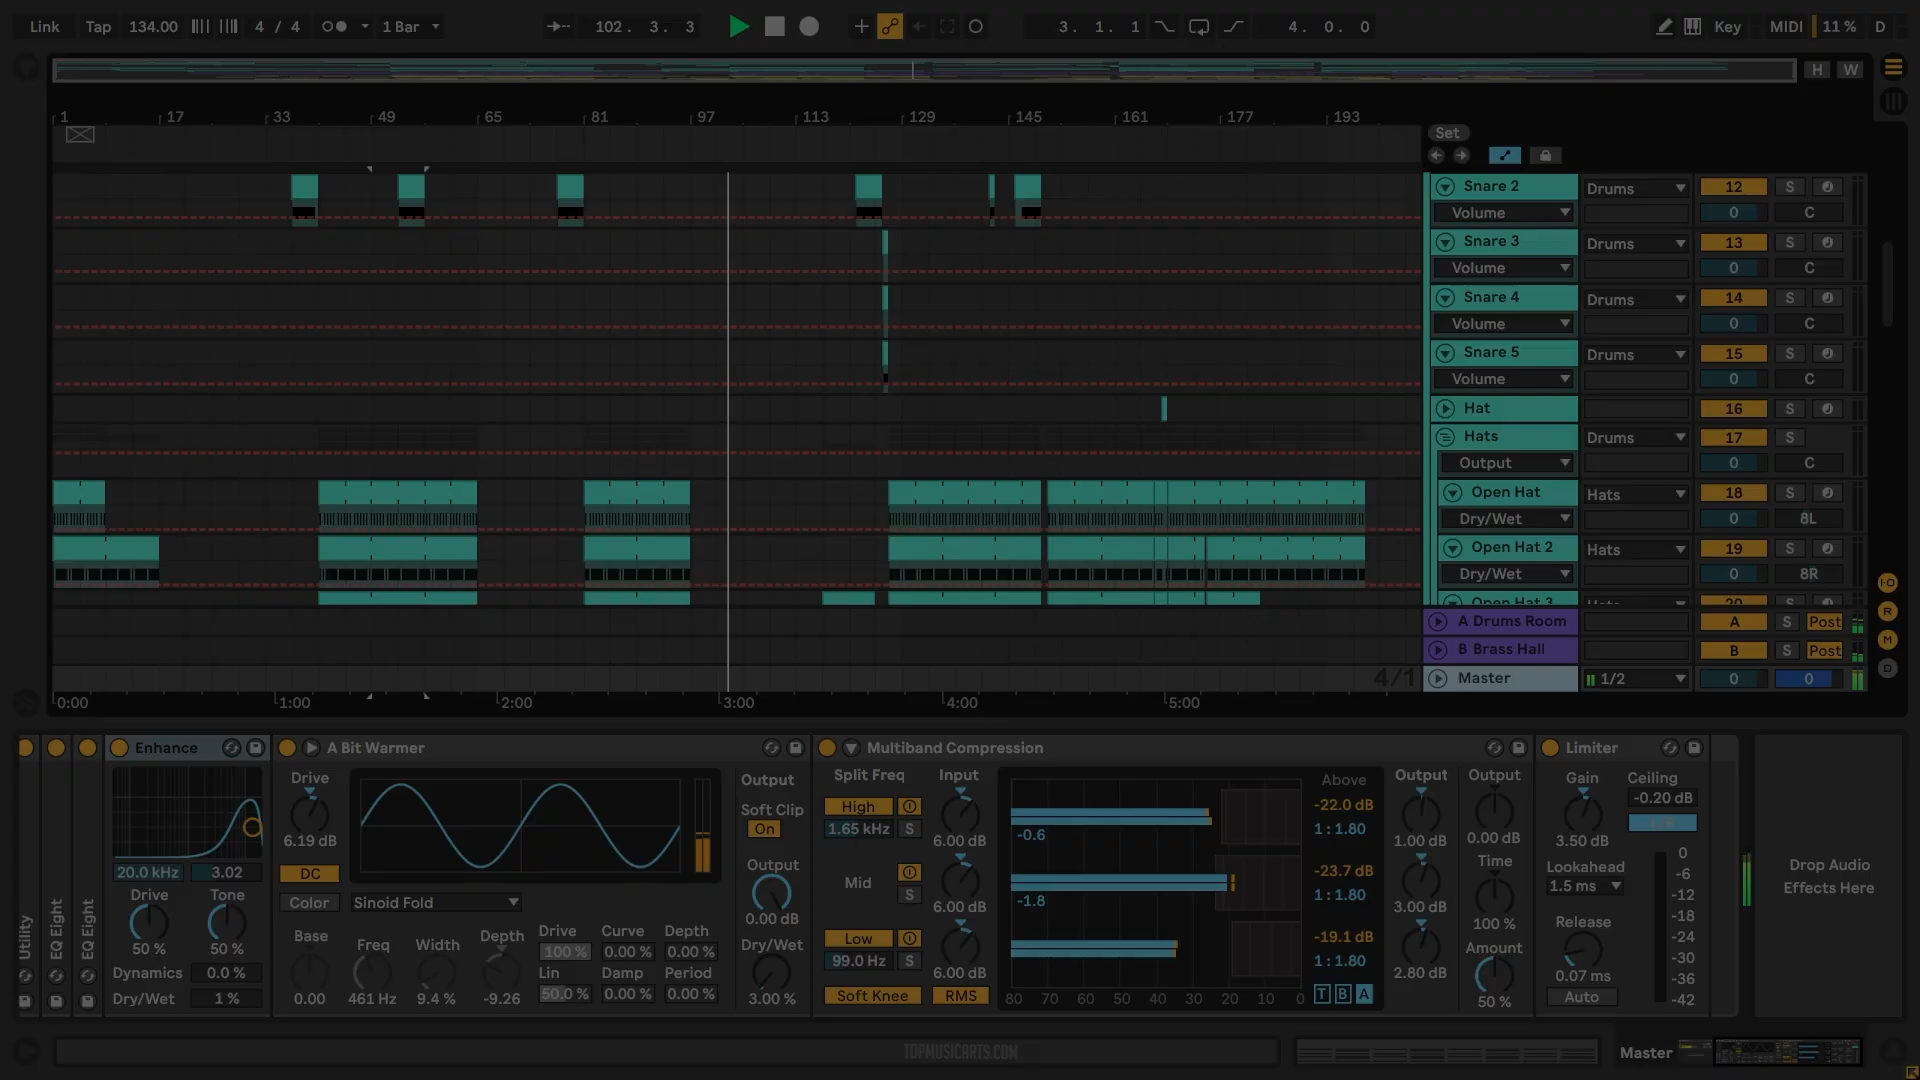 Link Tap 134.00 4 / 4 1 Bar 102. 3. 3 3. 1. 1 4. 0. 0 Key MIDI 11 % D
H W
1 17 33 49 65 81 97 113 129 145 161 177 193
Set
Snare 2 Drums 12 S
Volume 0 C
Snare 3 Drums 13 S
Volume 0 C
Snare 4 Drums 14 S
Volume 0 C
Snare 5 Drums 15 S
Volume 0 C
Hat 16 S
Hats Drums 17 S
Output 0 C
Open Hat Hats 18 S
Dry/Wet 0 8L
Open Hat 2 Hats 19 S
Dry/Wet 0 8R
Open Hat 3 Hats 20 S
A Drums Room A S Post
B Brass Hall B S Post
4/1 Master 1/2 0 0
I·O
R
M
D
0:00 1:00 2:00 3:00 4:00 5:00
Utility
EQ Eight
EQ Eight
Enhance
20.0 kHz 3.02
Drive Tone
50 % 50 %
Dynamics 0.0 %
Dry/Wet 1 %
A Bit Warmer
Drive
6.19 dB
DC
Color Sinoid Fold
Base Freq Width Depth
0.00 461 Hz 9.4 % -9.26
Drive Curve Depth
100 % 0.00 % 0.00 %
Lin Damp Period
50.0 % 0.00 % 0.00 %
Output
Soft Clip
On
Output
0.00 dB
Dry/Wet
3.00 %
Multiband Compression
Split Freq Input Above Output Output
High
1.65 kHz S 6.00 dB -0.6 -22.0 dB 1 : 1.80 1.00 dB 0.00 dB
Mid S 6.00 dB -1.8 -23.7 dB 1 : 1.80 3.00 dB Time 100 %
Low
99.0 Hz S 6.00 dB -19.1 dB 1 : 1.80 2.80 dB Amount 50 %
Soft Knee RMS 80 70 60 50 40 30 20 10 0 T B A
Limiter
Gain Ceiling
3.50 dB -0.20 dB
Lookahead
1.5 ms
Release
0.07 ms
Auto
0
-6
-12
-18
-24
-30
-36
-42
Drop Audio
Effects Here
TOPMUSICARTS.COM
Master